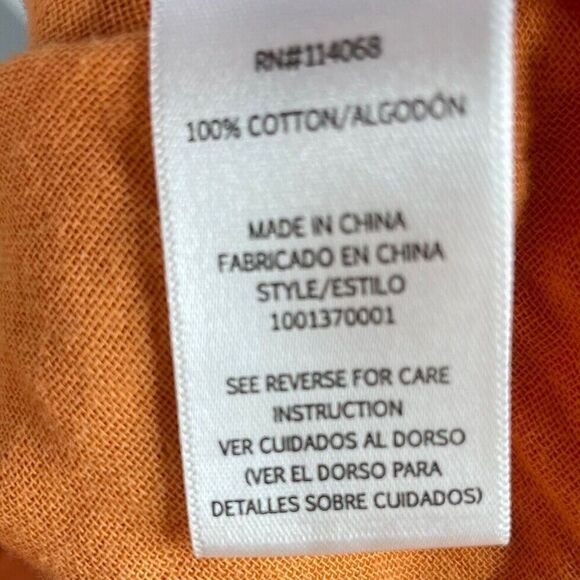 RN#114068
100% COTTON/ALGODÓN
MADE IN CHINA
FABRICADO EN CHINA
STYLE/ESTILO
1001370001
SEE REVERSE FOR CARE
INSTRUCTION
VER CUIDADOS AL DORSO
(VER EL DORSO PARA
DETALLES SOBRE CUIDADOS)